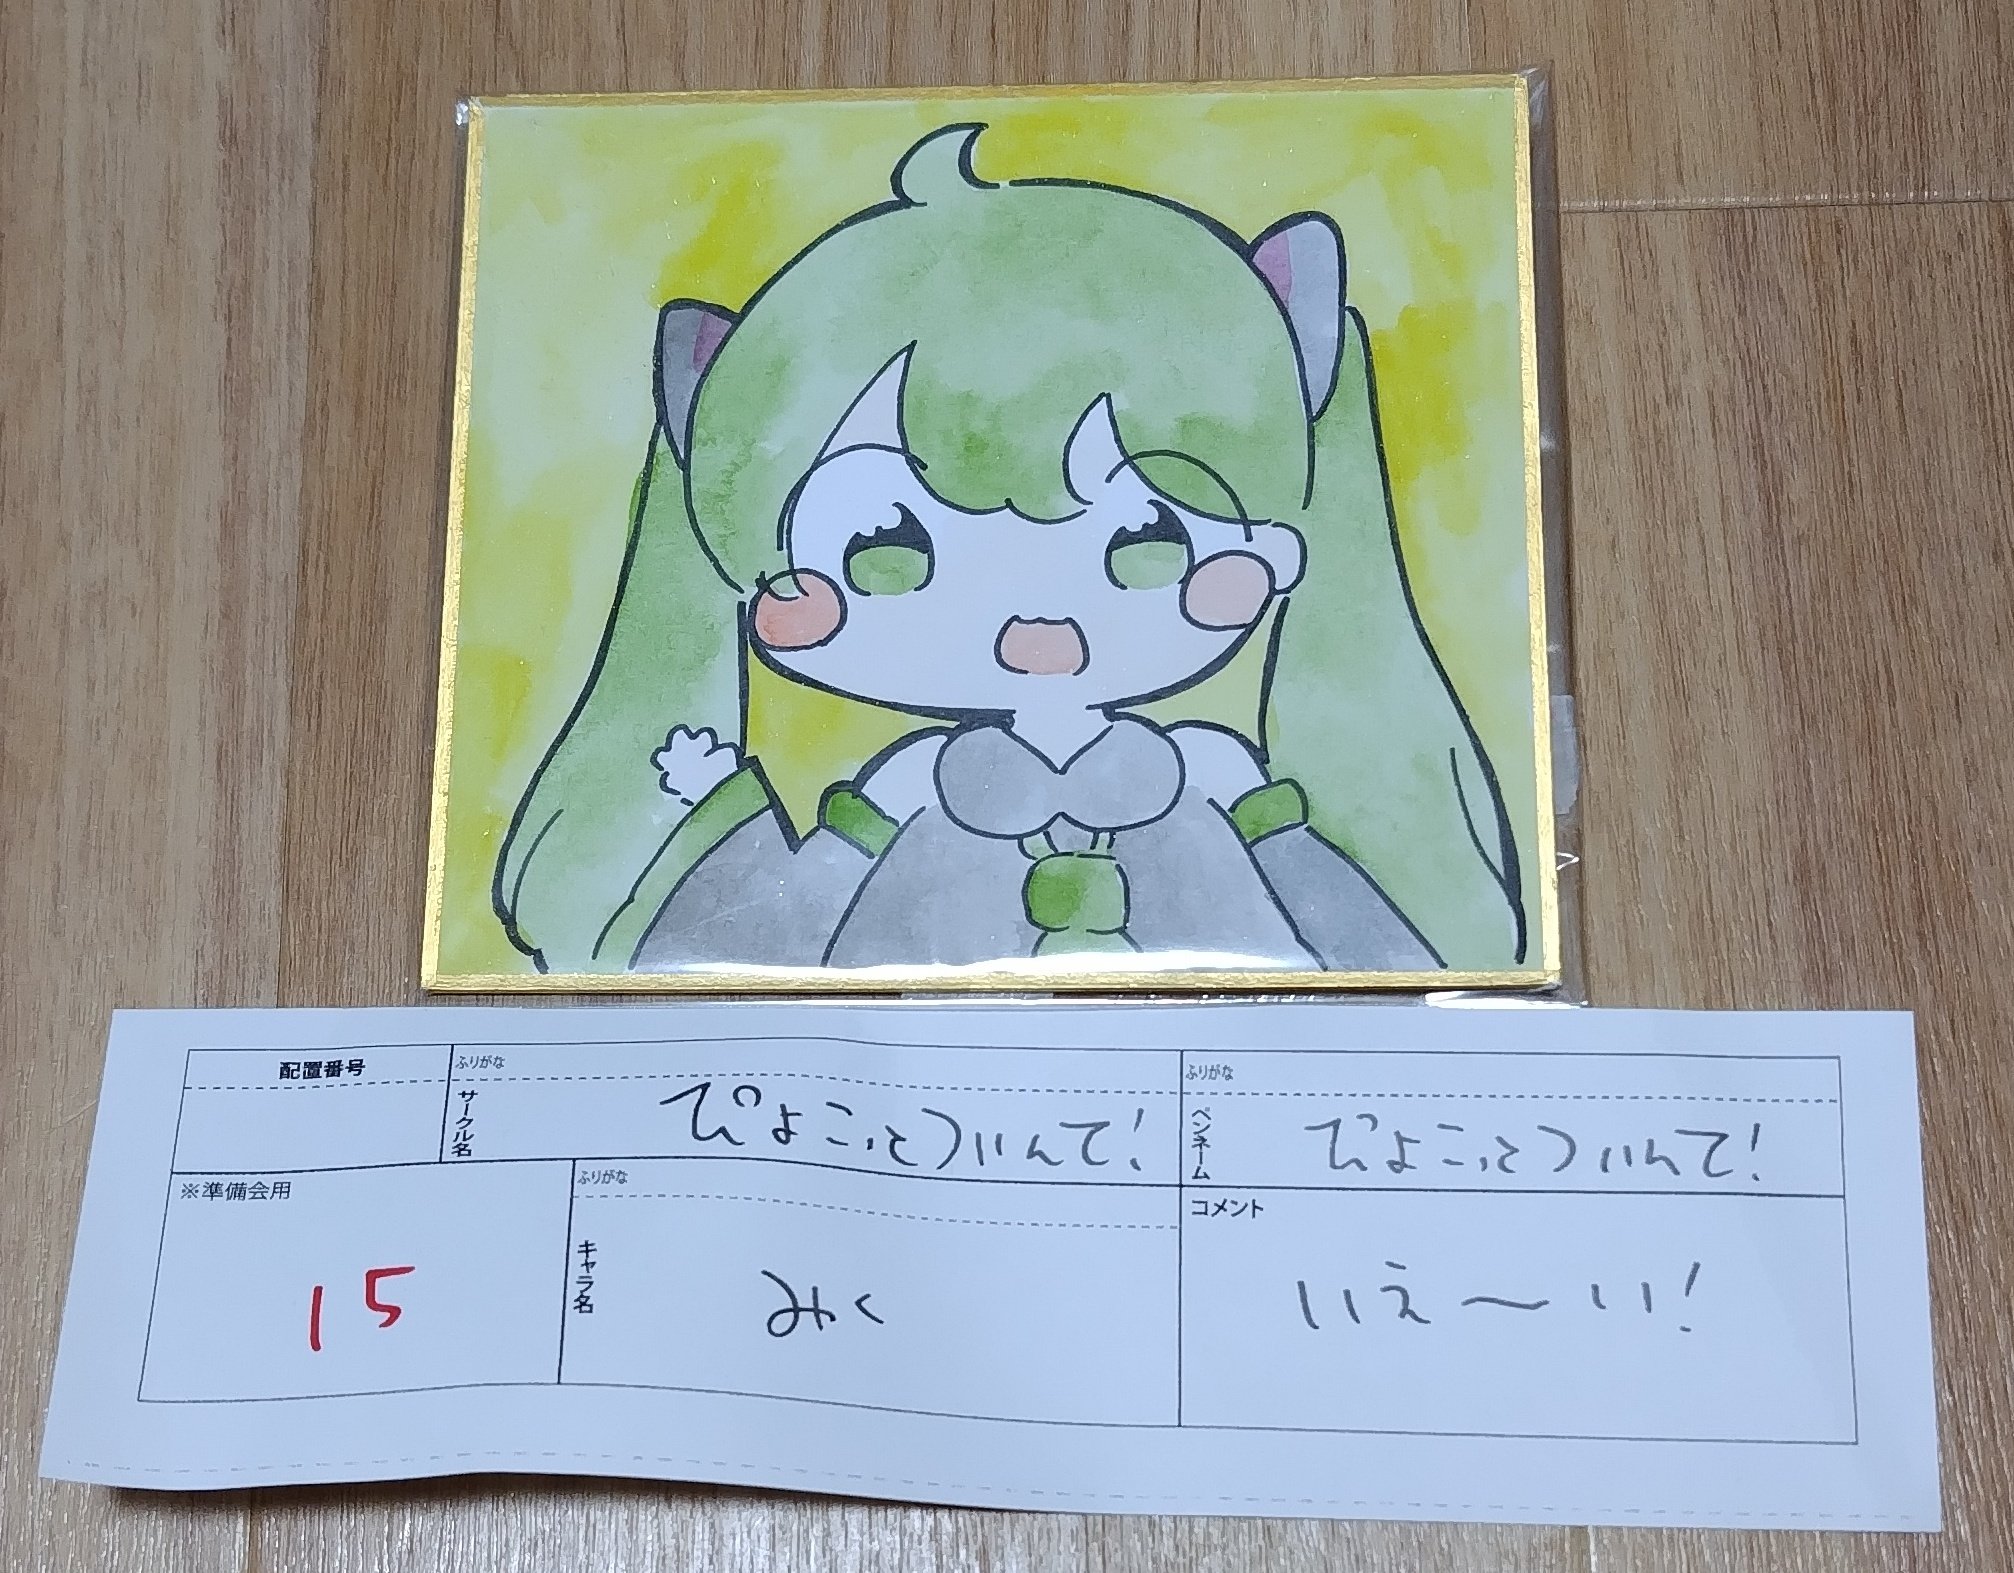 配置番号
ふりがな
サークル名
ぴよこっとついんて!
ふりがな
ペンネーム
ぴよこっとついんて!
※準備会用
15
ふりがな
キャラ名
みく
コメント
いえ〜い!